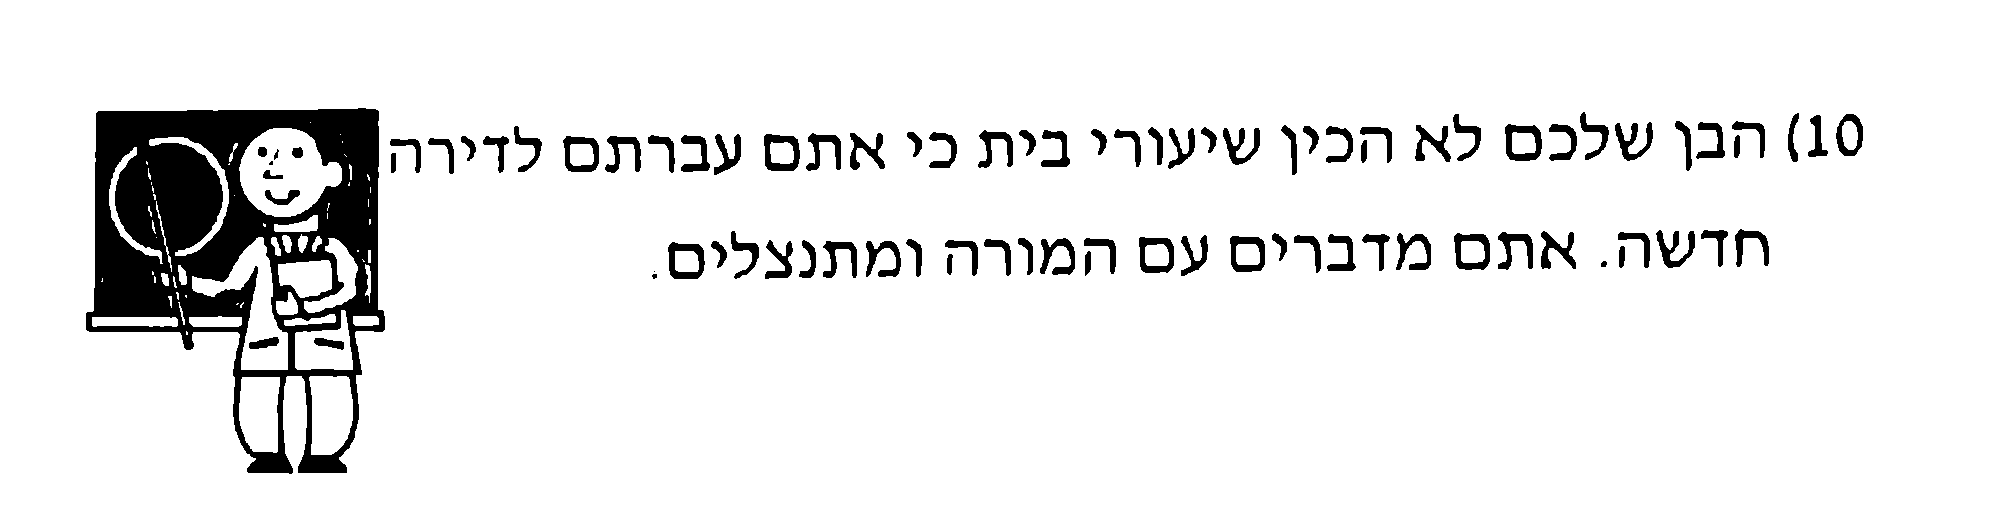 10) הבן שלכם לא הכין שיעורי בית כי אתם עברתם לדירה
חדשה. אתם מדברים עם המורה ומתנצלים.